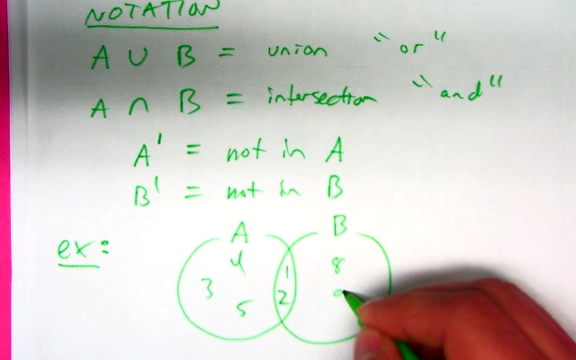 NOTATION
A ∪ B = union "or"
A ∩ B = intersection "and"
A' = not in A
B' = not in B
ex:
A B
4 1 8
3 2
5